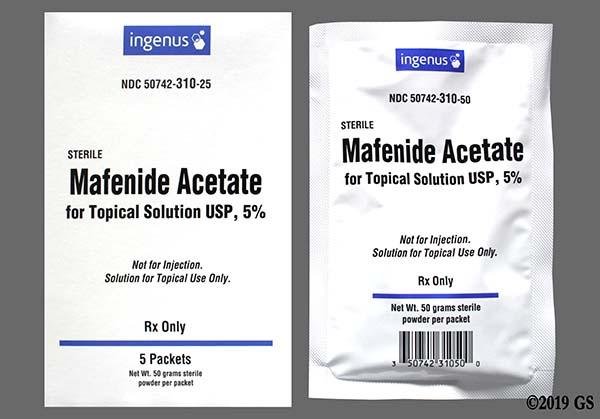 ingenus
NDC 50742-310-25
STERILE
Mafenide Acetate
for Topical Solution USP, 5%
Not for Injection.
Solution for Topical Use Only.
Rx Only
5 Packets
Net Wt. 50 grams sterile
powder per packet
ingenus
NDC 50742-310-50
STERILE
Mafenide Acetate
for Topical Solution USP, 5%
Not for Injection.
Solution for Topical Use Only.
Rx Only
Net Wt. 50 grams sterile
powder per packet
3 50742 31050 0
©2019 GS